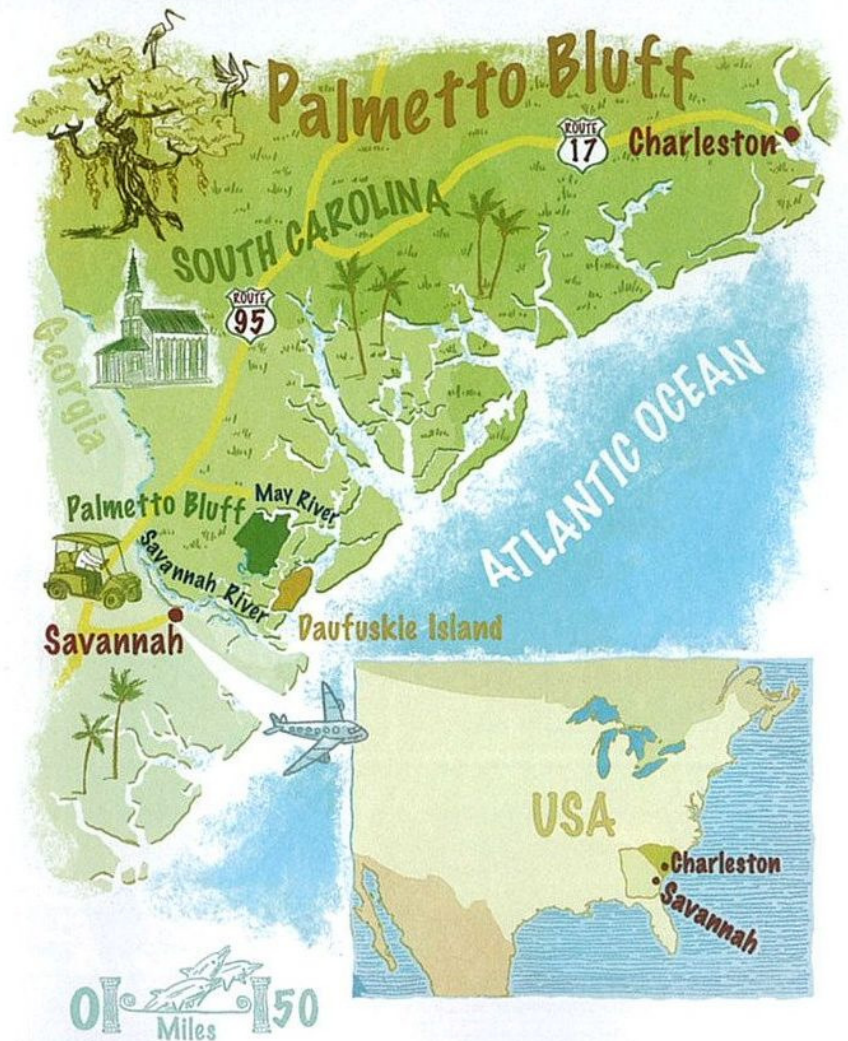 Palmetto Bluff
ROUTE
17
Charleston
SOUTH CAROLINA
ROUTE
95
Georgia
ATLANTIC OCEAN
Palmetto Bluff
May River
Savannah River
Savannah
Daufuskie Island
USA
Charleston
Savannah
0 50
Miles